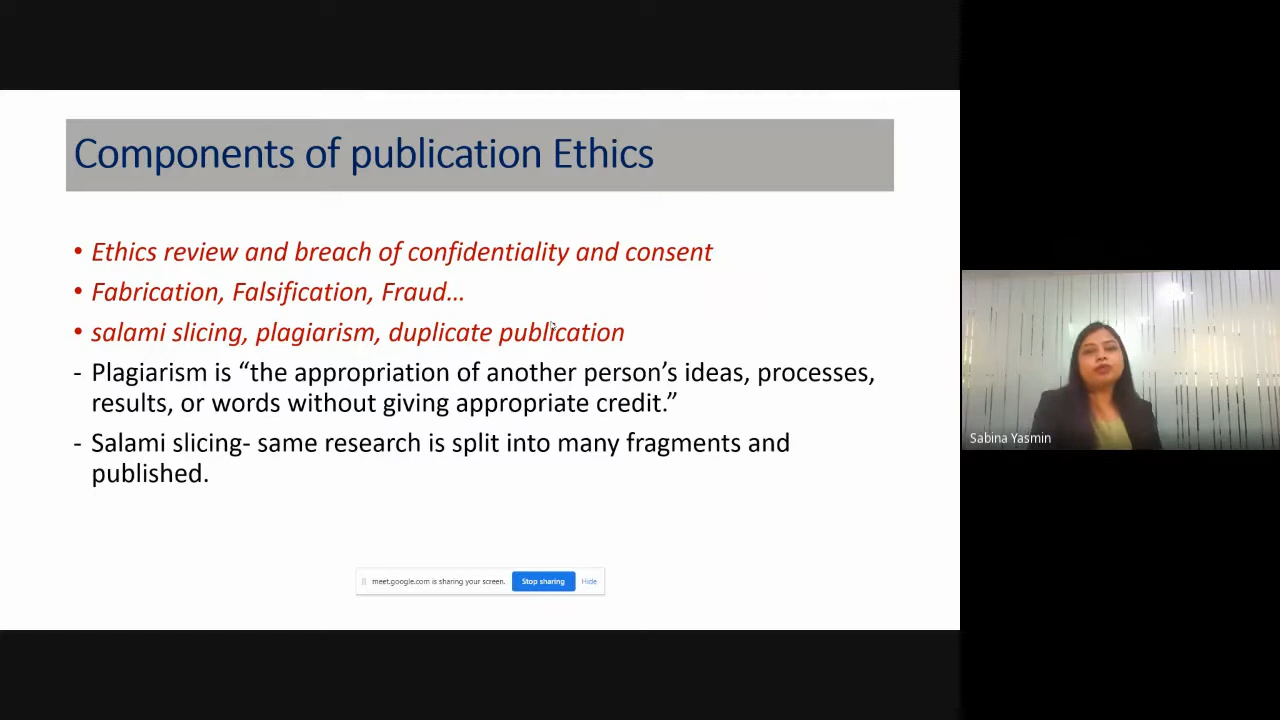 Components of publication Ethics
• Ethics review and breach of confidentiality and consent
• Fabrication, Falsification, Fraud…
• salami slicing, plagiarism, duplicate publication
- Plagiarism is “the appropriation of another person’s ideas, processes,
results, or words without giving appropriate credit.”
- Salami slicing- same research is split into many fragments and
published.
meet.google.com is sharing your screen. Stop sharing Hide
Sabina Yasmin